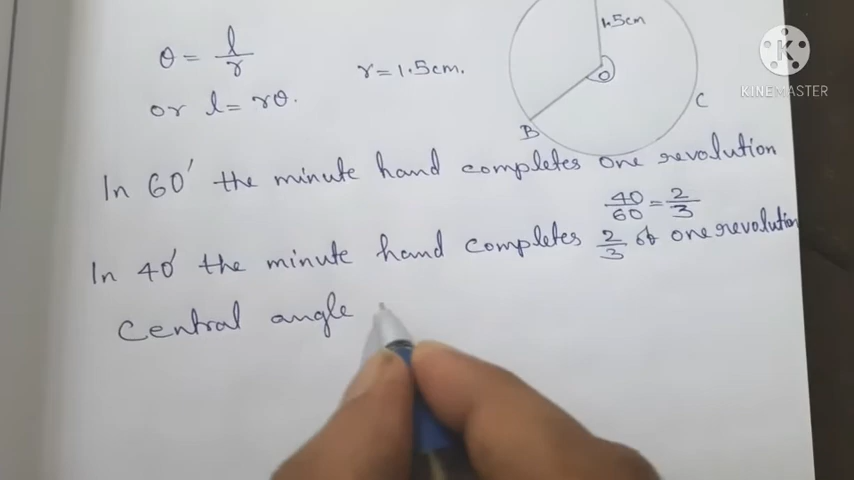 1.5cm
θ = l/r
r = 1.5cm.
O
K
KINEMASTER
or l = rθ.
C
B
In 60' the minute hand completes one revolution
40/60 = 2/3
In 40' the minute hand completes 2/3 of one revolution
Central angle